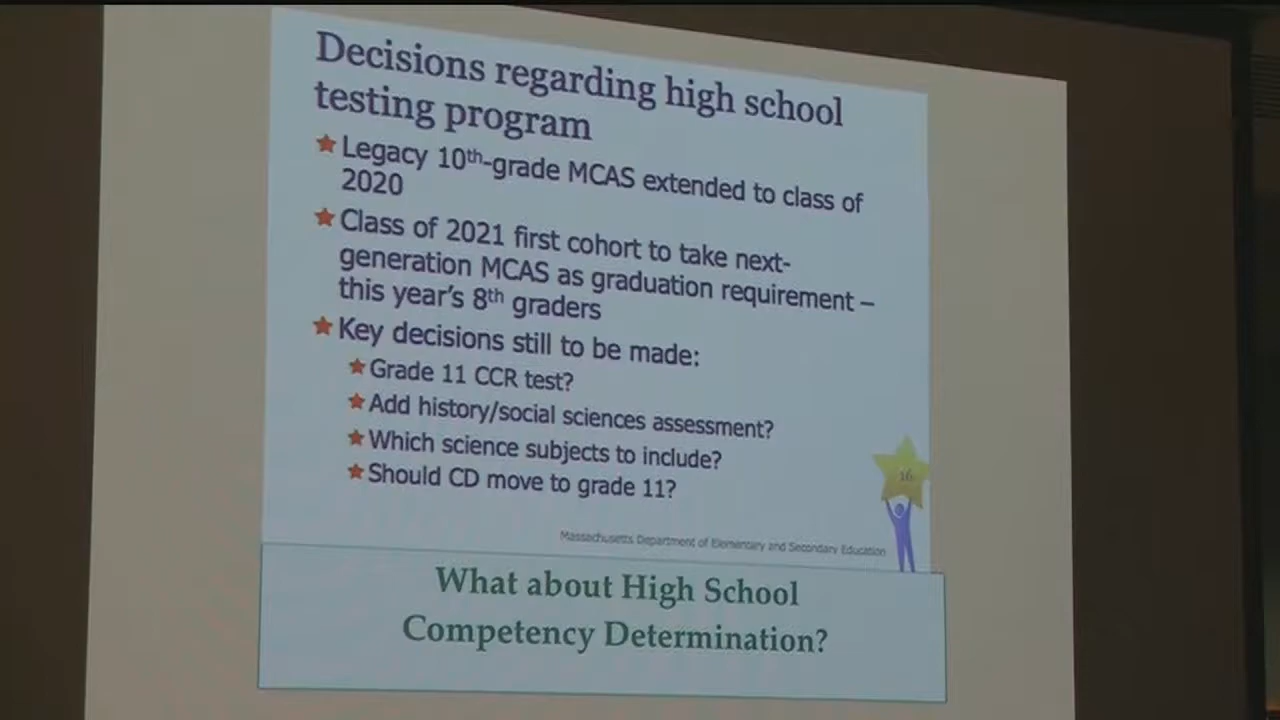 Decisions regarding high school
testing program
Legacy 10th-grade MCAS extended to class of
2020
Class of 2021 first cohort to take next-
generation MCAS as graduation requirement –
this year's 8th graders
Key decisions still to be made:
Grade 11 CCR test?
Add history/social sciences assessment?
Which science subjects to include?
Should CD move to grade 11?
16
Massachusetts Department of Elementary and Secondary Education
What about High School
Competency Determination?